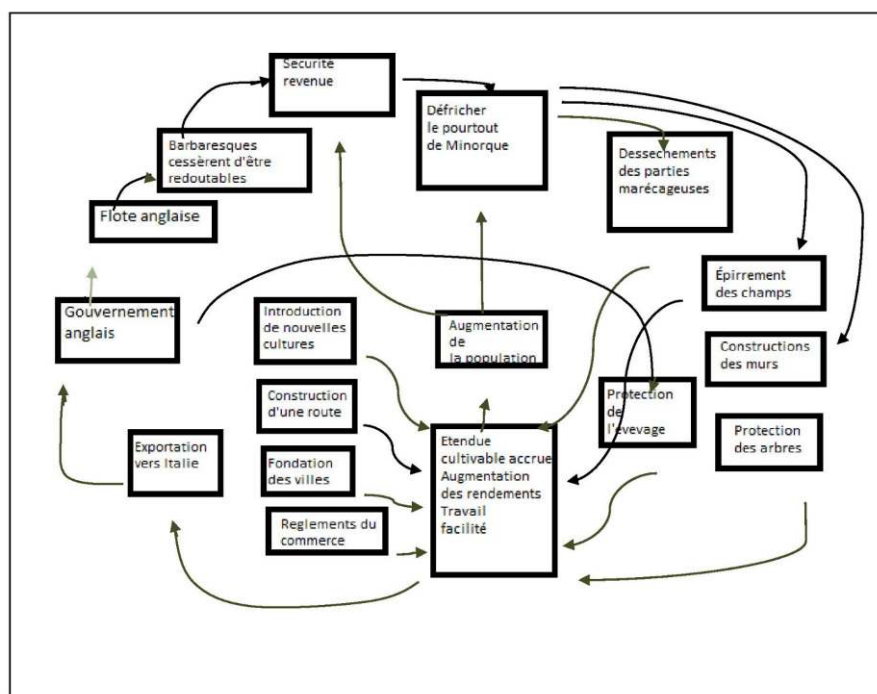 Sécurité
revenue
Défricher
le pourtout
de Minorque
Dessechements
des parties
marécageuses
Barbaresques
cessèrent d'être
redoutables
Flote anglaise
Épirrement
des champs
Gouvernement
anglais
Introduction
de nouvelles
cultures
Augmentation
de
la population
Constructions
des murs
Construction
d'une route
Protection
de
l'evevage
Protection
des arbres
Exportation
vers Italie
Fondation
des villes
Reglements du
commerce
Etendue
cultivable accrue
Augmentation
des rendements
Travail
facilité